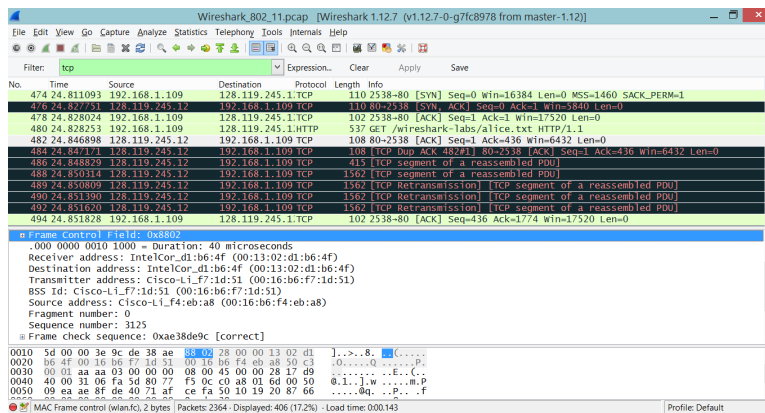 Wireshark_802_11.pcap [Wireshark 1.12.7 (v1.12.7-0-g7fc8978 from master-1.12)]
File Edit View Go Capture Analyze Statistics Telephony Tools Internals Help
Filter: tcp Expression... Clear Apply Save
No. Time Source Destination Protocol Length Info
474 24.811093 192.168.1.109 128.119.245.1:TCP 110 2538→80 [SYN] Seq=0 Win=16384 Len=0 MSS=1460 SACK_PERM=1
476 24.827751 128.119.245.12 192.168.1.109 TCP 110 80→2538 [SYN, ACK] Seq=0 Ack=1 Win=5840 Len=0
478 24.828024 192.168.1.109 128.119.245.1:TCP 102 2538→80 [ACK] Seq=1 Ack=1 Win=17520 Len=0
480 24.828253 192.168.1.109 128.119.245.1:HTTP 537 GET /wireshark-labs/alice.txt HTTP/1.1
482 24.846898 128.119.245.12 192.168.1.109 TCP 108 80→2538 [ACK] Seq=1 Ack=436 Win=6432 Len=0
484 24.847171 128.119.245.12 192.168.1.109 TCP 108 [TCP Dup ACK 482#1] 80→2538 [ACK] Seq=1 Ack=436 Win=6432 Len=0
486 24.848829 128.119.245.12 192.168.1.109 TCP 415 [TCP segment of a reassembled PDU]
488 24.850314 128.119.245.12 192.168.1.109 TCP 1562 [TCP segment of a reassembled PDU]
489 24.850809 128.119.245.12 192.168.1.109 TCP 1562 [TCP Retransmission] [TCP segment of a reassembled PDU]
490 24.851390 128.119.245.12 192.168.1.109 TCP 1562 [TCP Retransmission] [TCP segment of a reassembled PDU]
492 24.851620 128.119.245.12 192.168.1.109 TCP 1562 [TCP Retransmission] [TCP segment of a reassembled PDU]
494 24.851828 192.168.1.109 128.119.245.1:TCP 102 2538→80 [ACK] Seq=436 Ack=1774 Win=17520 Len=0
Frame Control Field: 0x8802
.000 0000 0010 1000 = Duration: 40 microseconds
Receiver address: IntelCor_d1:b6:4f (00:13:02:d1:b6:4f)
Destination address: IntelCor_d1:b6:4f (00:13:02:d1:b6:4f)
Transmitter address: Cisco-Li_f7:1d:51 (00:16:b6:f7:1d:51)
BSS Id: Cisco-Li_f7:1d:51 (00:16:b6:f7:1d:51)
Source address: Cisco-Li_f4:eb:a8 (00:16:b6:f4:eb:a8)
Fragment number: 0
Sequence number: 3125
Frame check sequence: 0xae38de9c [correct]
0010 5d 00 00 3e 9c de 38 ae 88 02 28 00 00 13 02 d1 ]..>..8. ..(.....
0020 b6 4f 00 16 b6 f7 1d 51 00 16 b6 f4 eb a8 50 c3 .O.....Q ......P.
0030 00 01 aa aa 03 00 00 00 08 00 45 00 00 28 17 d9 ........ ..E..(..
0040 40 00 31 06 fa 5d 80 77 f5 0c c0 a8 01 6d 00 50 @.1..].w .....m.P
0050 09 ea ae 8f de 40 71 af ce fa 50 10 19 20 87 66 .....@q. ..P.. .f
MAC Frame control (wlan.fc), 2 bytes Packets: 2364 · Displayed: 406 (17.2%) · Load time: 0:00.143 Profile: Default